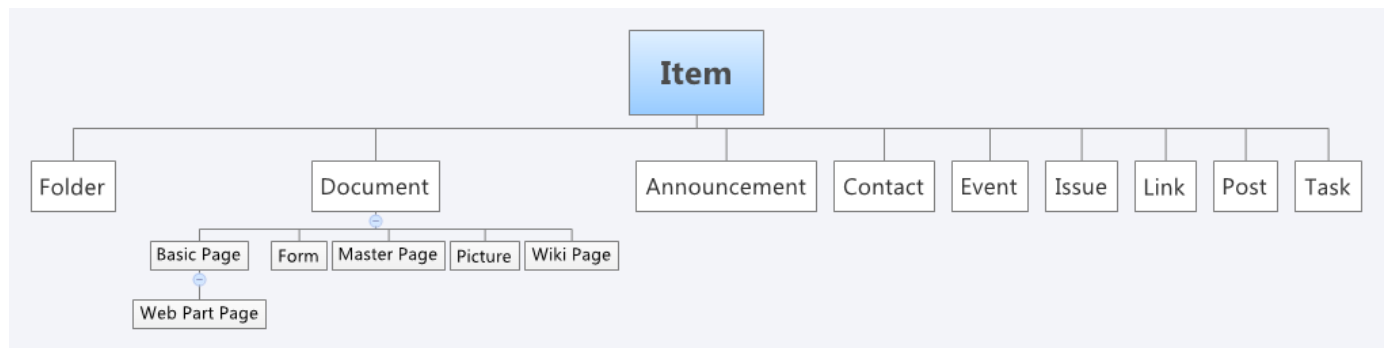 Item
Folder
Document
Announcement
Contact
Event
Issue
Link
Post
Task
Basic Page
Form
Master Page
Picture
Wiki Page
Web Part Page